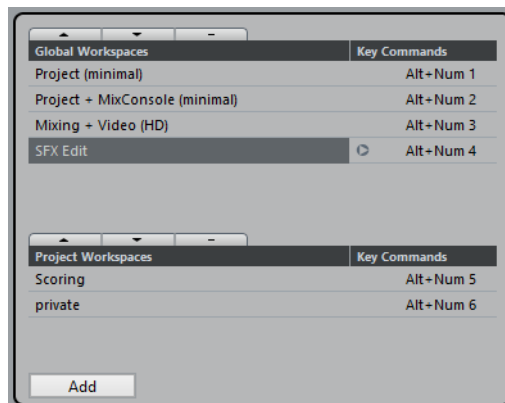 Global Workspaces Key Commands
Project (minimal) Alt+Num 1
Project + MixConsole (minimal) Alt+Num 2
Mixing + Video (HD) Alt+Num 3
SFX Edit Alt+Num 4
Project Workspaces Key Commands
Scoring Alt+Num 5
private Alt+Num 6
Add